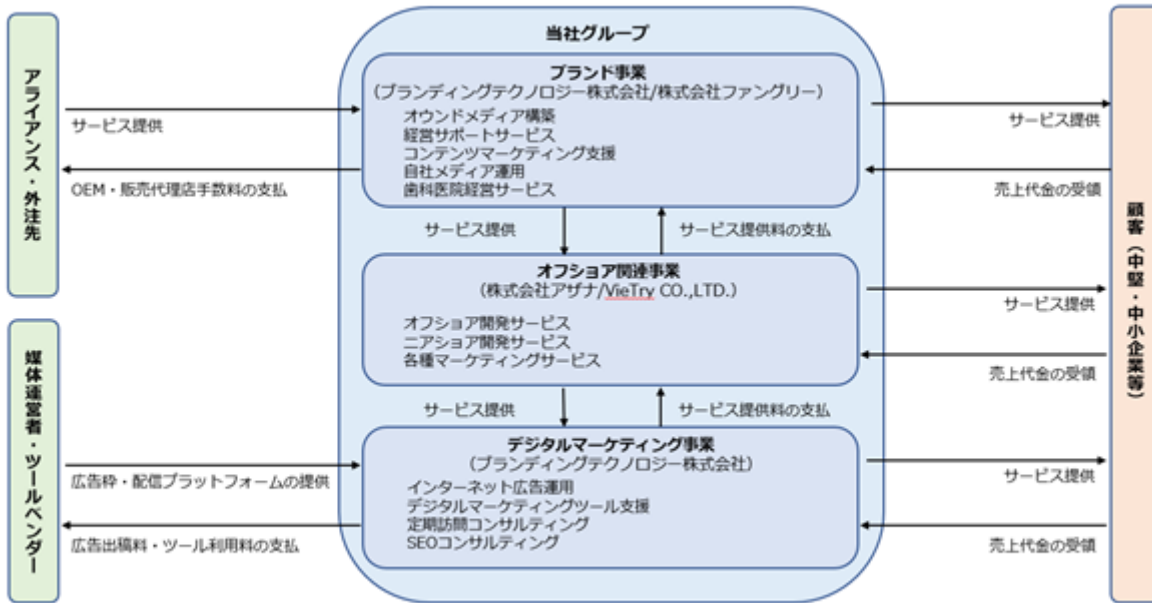 当社グループ
アライアンス・外注先
ブランド事業
（ブランディングテクノロジー株式会社/株式会社ファングリー）
オウンドメディア構築
経営サポートサービス
コンテンツマーケティング支援
自社メディア運用
歯科医院経営サービス
サービス提供
OEM・販売代理店手数料の支払
サービス提供
売上代金の受領
顧客（中堅・中小企業等）
サービス提供
サービス提供料の支払
オフショア関連事業
（株式会社アザナ/VieTry CO.,LTD.）
オフショア開発サービス
ニアショア開発サービス
各種マーケティングサービス
サービス提供
売上代金の受領
サービス提供
サービス提供料の支払
媒体運営者・ツールベンダー
デジタルマーケティング事業
（ブランディングテクノロジー株式会社）
インターネット広告運用
デジタルマーケティングツール支援
定期訪問コンサルティング
SEOコンサルティング
広告枠・配信プラットフォームの提供
広告出稿料・ツール利用料の支払
サービス提供
売上代金の受領